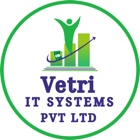 Vetri
IT SYSTEMS
PVT LTD